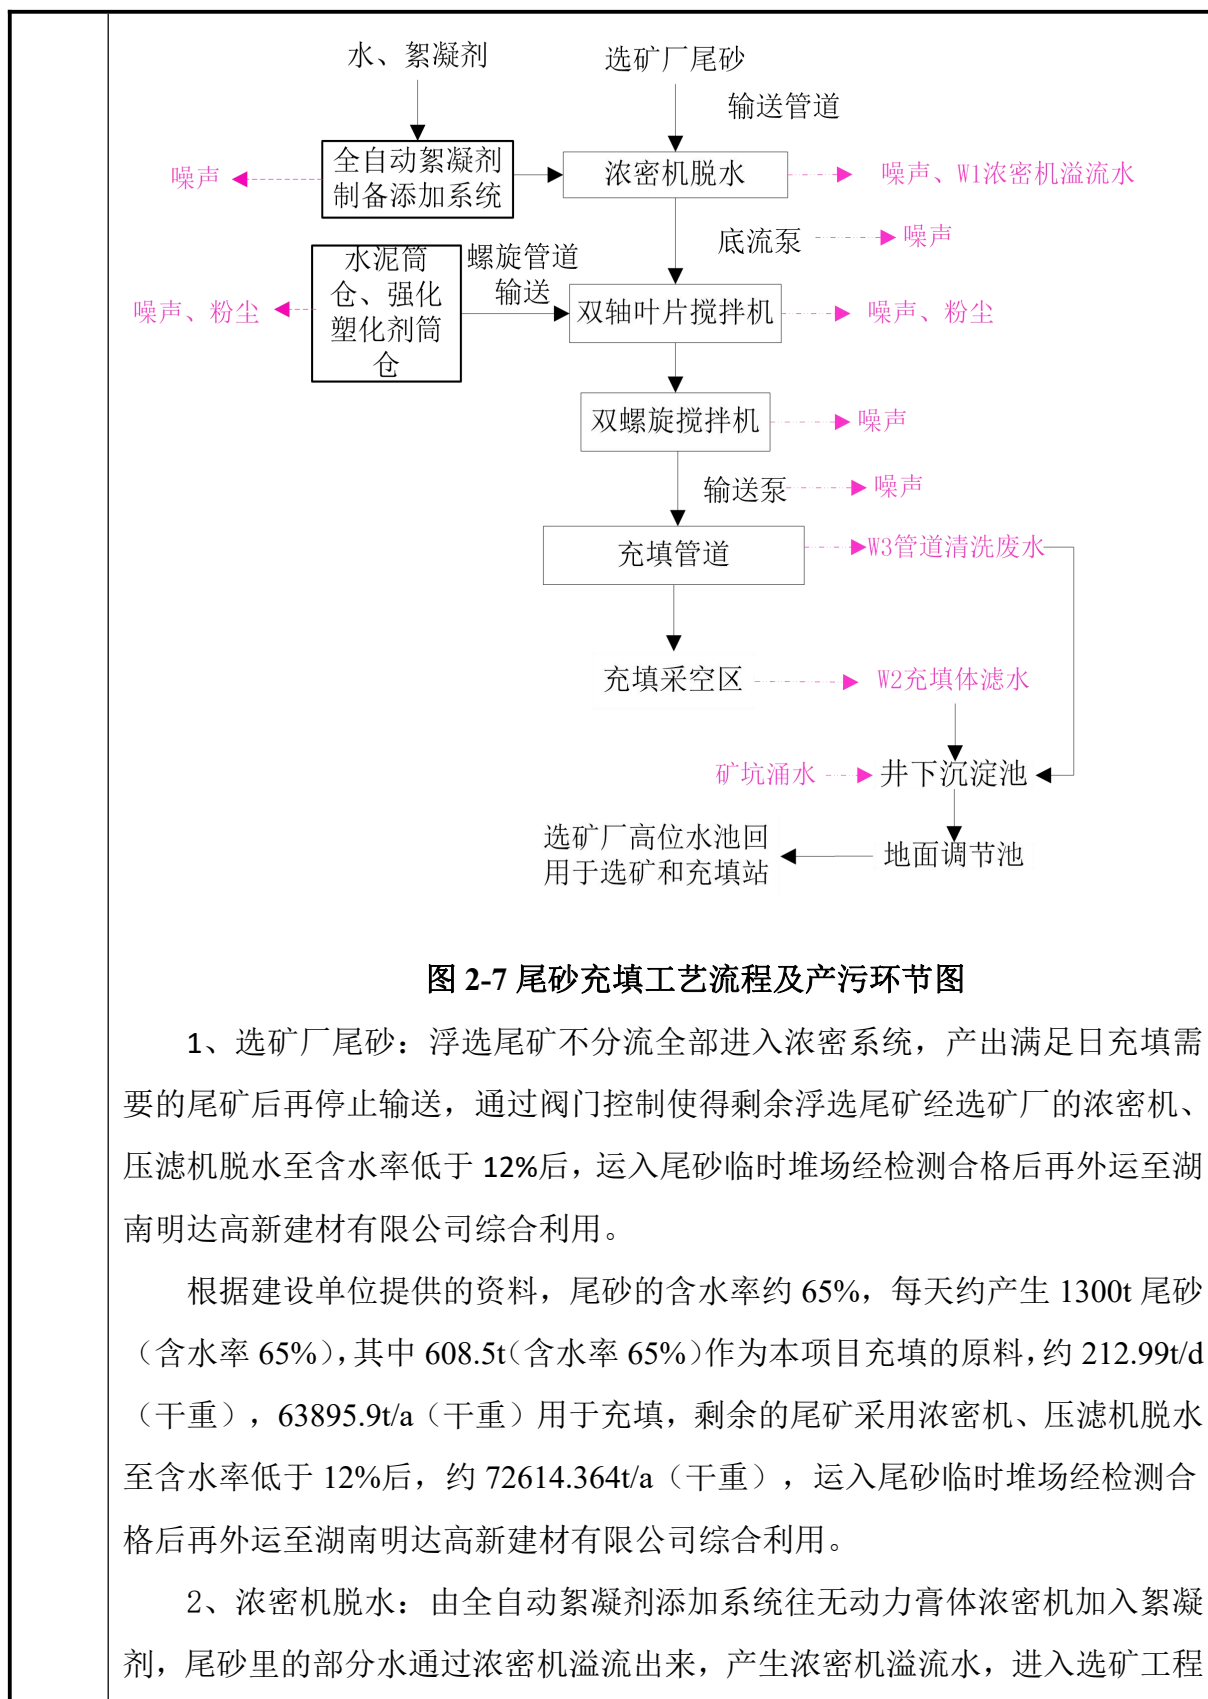 水、絮凝剂
选矿厂尾砂
输送管道
噪声
全自动絮凝剂
制备添加系统
浓密机脱水
噪声、W1浓密机溢流水
底流泵
噪声
噪声、粉尘
水泥筒
仓、强化
塑化剂筒
仓
螺旋管道
输送
双轴叶片搅拌机
噪声、粉尘
双螺旋搅拌机
噪声
输送泵
噪声
充填管道
W3管道清洗废水
充填采空区
W2充填体滤水
矿坑涌水
井下沉淀池
选矿厂高位水池回
用于选矿和充填站
地面调节池
图 2-7 尾砂充填工艺流程及产污环节图
1、选矿厂尾砂：浮选尾矿不分流全部进入浓密系统，产出满足日充填需
要的尾矿后再停止输送，通过阀门控制使得剩余浮选尾矿经选矿厂的浓密机、
压滤机脱水至含水率低于 12%后，运入尾砂临时堆场经检测合格后再外运至湖
南明达高新建材有限公司综合利用。
根据建设单位提供的资料，尾砂的含水率约 65%，每天约产生 1300t 尾砂
（含水率 65%），其中 608.5t（含水率 65%）作为本项目充填的原料，约 212.99t/d
（干重），63895.9t/a（干重）用于充填，剩余的尾矿采用浓密机、压滤机脱水
至含水率低于 12%后，约 72614.364t/a（干重），运入尾砂临时堆场经检测合
格后再外运至湖南明达高新建材有限公司综合利用。
2、浓密机脱水：由全自动絮凝剂添加系统往无动力膏体浓密机加入絮凝
剂，尾砂里的部分水通过浓密机溢流出来，产生浓密机溢流水，进入选矿工程